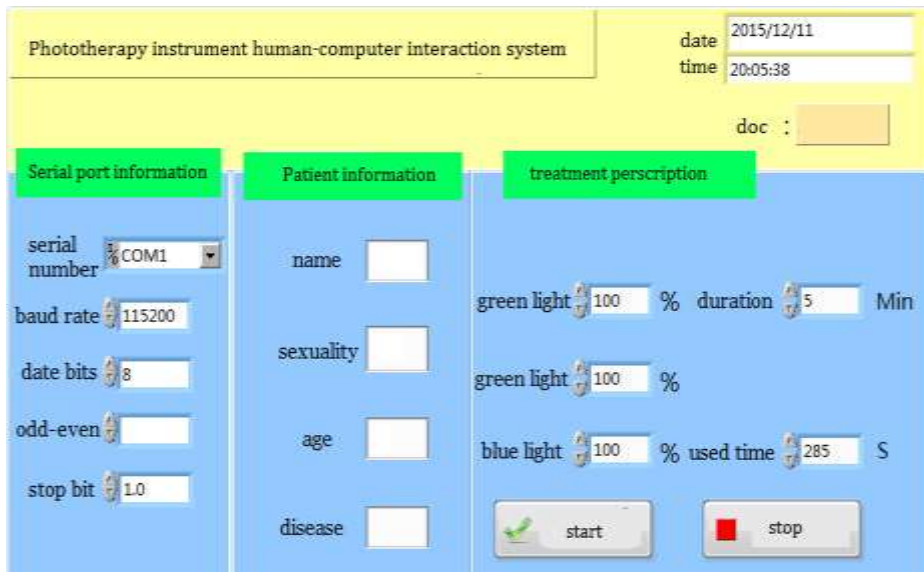 Phototherapy instrument human-computer interaction system
date 2015/12/11
time 20:05:38
doc :
Serial port information
Patient information
treatment perscription
serial number COM1
baud rate 115200
date bits 8
odd-even
stop bit 1.0
name
sexuality
age
disease
green light 100 % duration 5 Min
green light 100 %
blue light 100 % used time 285 S
start
stop